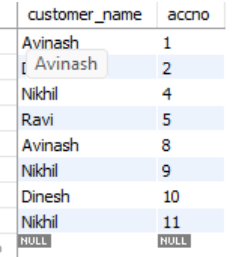 customer_name accno
Avinash 1
Avinash 2
Nikhil 4
Ravi 5
Avinash 8
Nikhil 9
Dinesh 10
Nikhil 11
NULL NULL